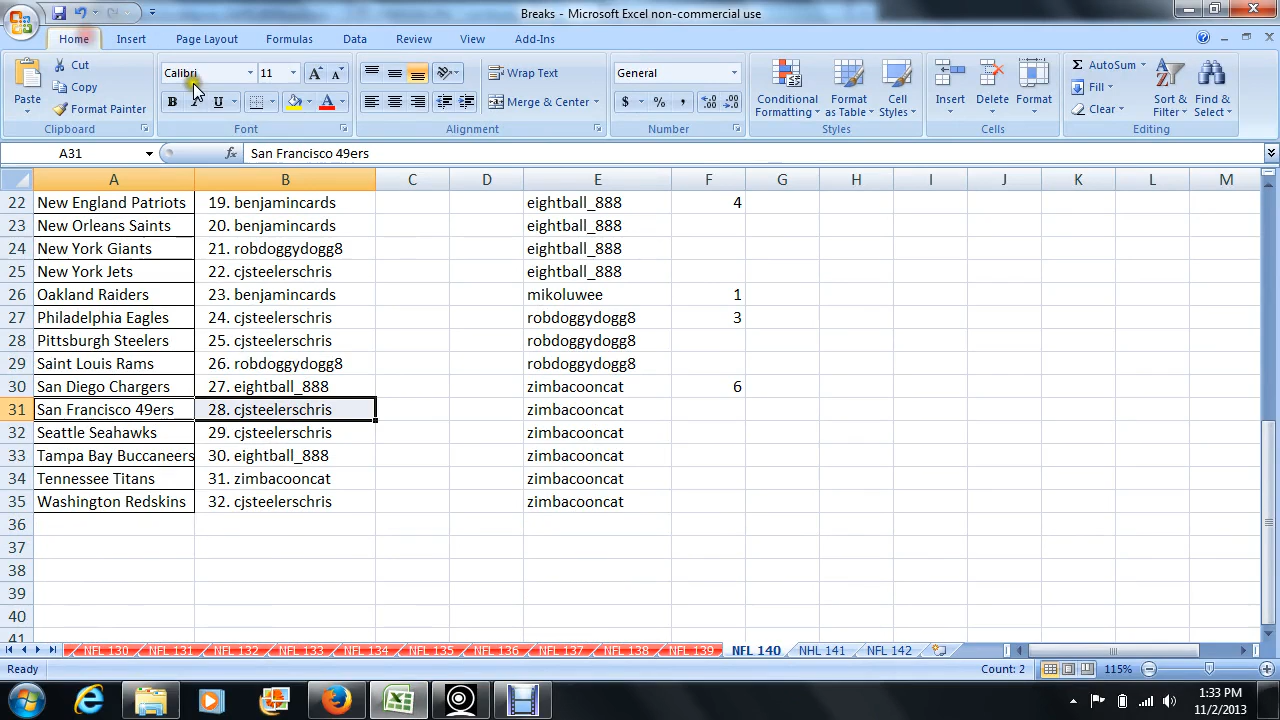 Breaks - Microsoft Excel non-commercial use
Home Insert Page Layout Formulas Data Review View Add-Ins
Paste Cut Copy Format Painter Clipboard
Calibri 11 B U Font
Wrap Text Merge & Center Alignment
General $ % , Number
Conditional Formatting Format as Table Cell Styles Styles
Insert Delete Format Cells
Σ AutoSum Fill Clear Sort & Filter Find & Select Editing
A31 fx San Francisco 49ers
A B C D E F G H I J K L M
22 New England Patriots 19. benjamincards eightball_888 4
23 New Orleans Saints 20. benjamincards eightball_888
24 New York Giants 21. robdoggydogg8 eightball_888
25 New York Jets 22. cjsteelerschris eightball_888
26 Oakland Raiders 23. benjamincards mikoluwee 1
27 Philadelphia Eagles 24. cjsteelerschris robdoggydogg8 3
28 Pittsburgh Steelers 25. cjsteelerschris robdoggydogg8
29 Saint Louis Rams 26. robdoggydogg8 robdoggydogg8
30 San Diego Chargers 27. eightball_888 zimbacooncat 6
31 San Francisco 49ers 28. cjsteelerschris zimbacooncat
32 Seattle Seahawks 29. cjsteelerschris zimbacooncat
33 Tampa Bay Buccaneers 30. eightball_888 zimbacooncat
34 Tennessee Titans 31. zimbacooncat zimbacooncat
35 Washington Redskins 32. cjsteelerschris zimbacooncat
36
37
38
39
40
41
NFL 130 NFL 131 NFL 132 NFL 133 NFL 134 NFL 135 NFL 136 NFL 137 NFL 138 NFL 139 NFL 140 NHL 141 NFL 142
Ready Count: 2 115%
1:33 PM
11/2/2013